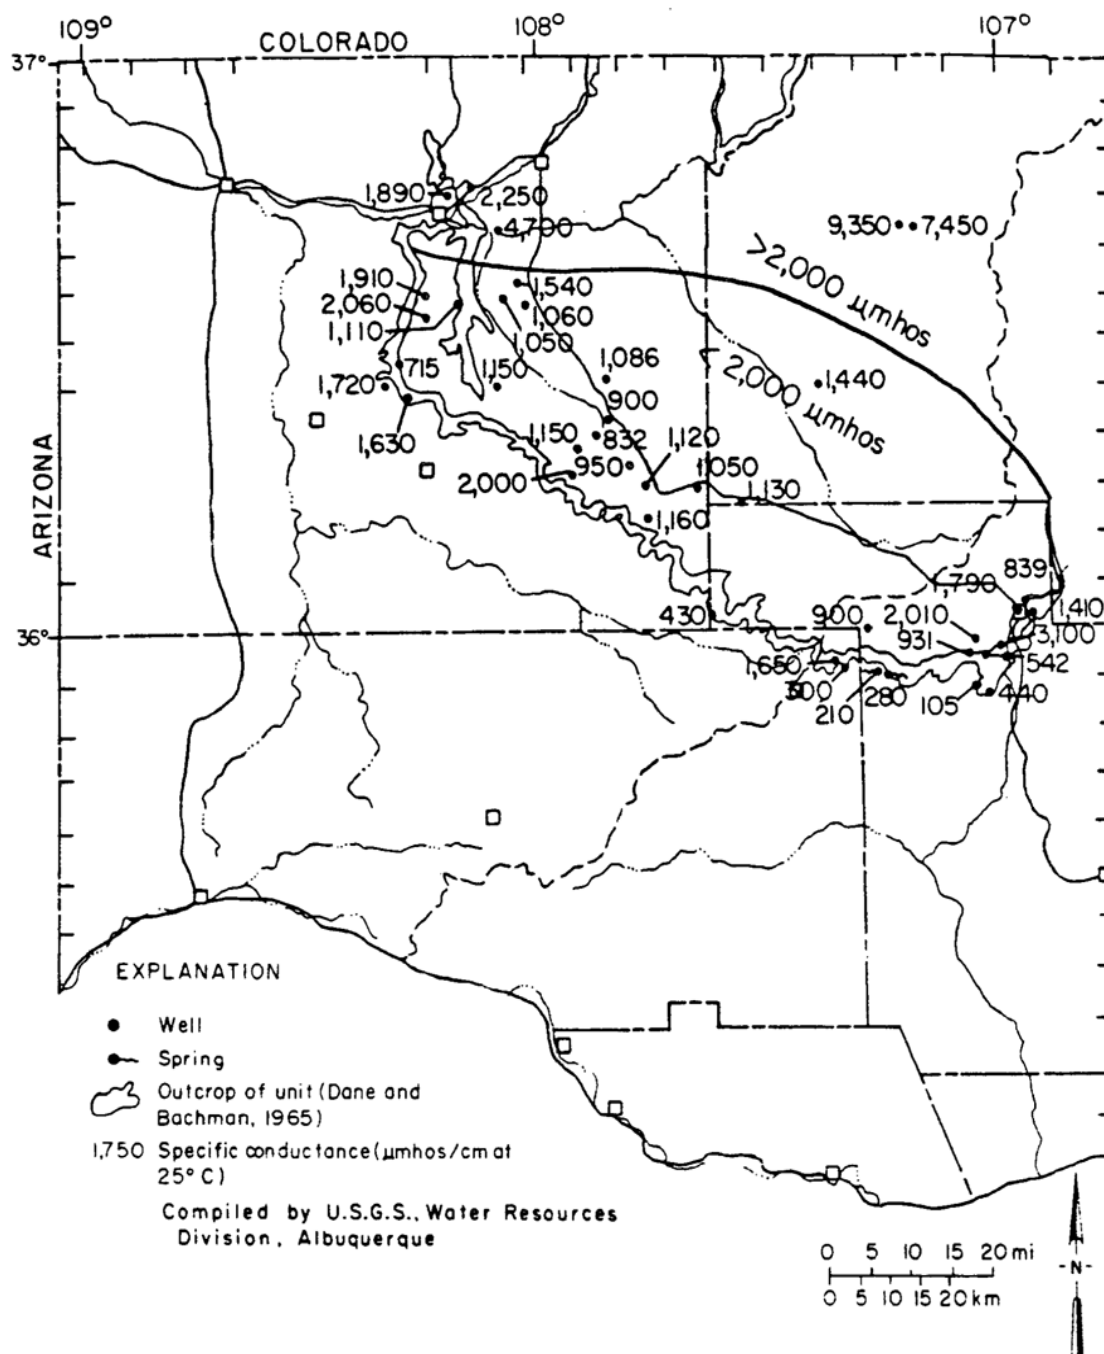 109°
108°
107°
COLORADO
37°
1,890
2,250
4,700
9,350
7,450
>2,000 µmhos
1,910
1,540
2,060
1,060
1,110
1,050
< 2,000 µmhos
1,086
715
1,150
1,440
1,720
900
1,630
1,150
832
1,120
950
1,050
2,000
1,130
1,160
ARIZONA
839
1,790
430
900
2,010
1,410
36°
931
3,100
1,650
542
210
280
105
440
EXPLANATION
Well
Spring
Outcrop of unit (Dane and
Bachman, 1965)
1,750 Specific conductance (µmhos/cm at
25° C)
Compiled by U.S.G.S., Water Resources
Division, Albuquerque
0 5 10 15 20 mi
0 5 10 15 20 km
-N-